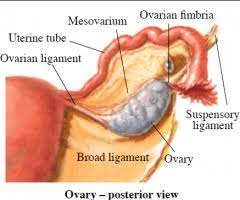 Ovarian fimbria
Mesovarium
Uterine tube
Ovarian ligament
Suspensory
ligament
Broad ligament
Ovary
Ovary – posterior view